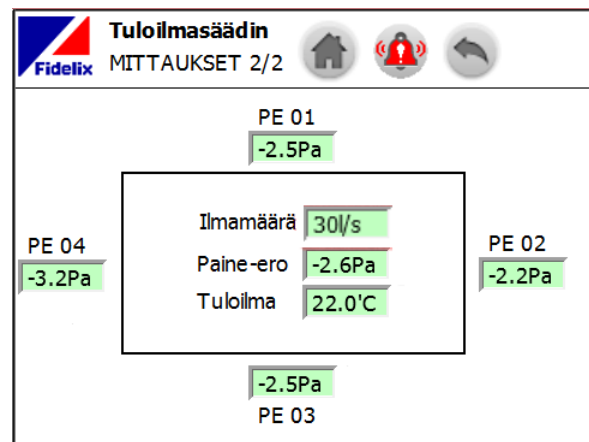 Tuloilmasäädin
Fidelix MITTAUKSET 2/2
PE 01
-2.5Pa
Ilmamäärä 30l/s
PE 04
-3.2Pa
Paine-ero -2.6Pa
PE 02
-2.2Pa
Tuloilma 22.0'C
-2.5Pa
PE 03